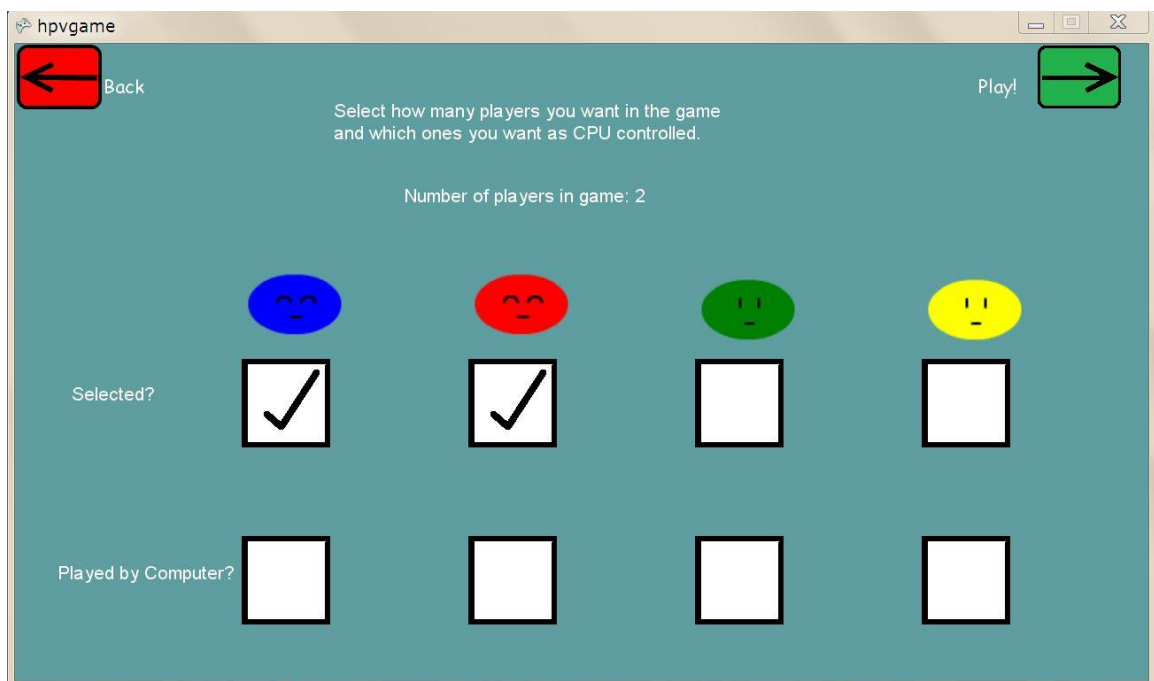 hpvgame
Back
Play!
Select how many players you want in the game
and which ones you want as CPU controlled.
Number of players in game: 2
Selected?
Played by Computer?